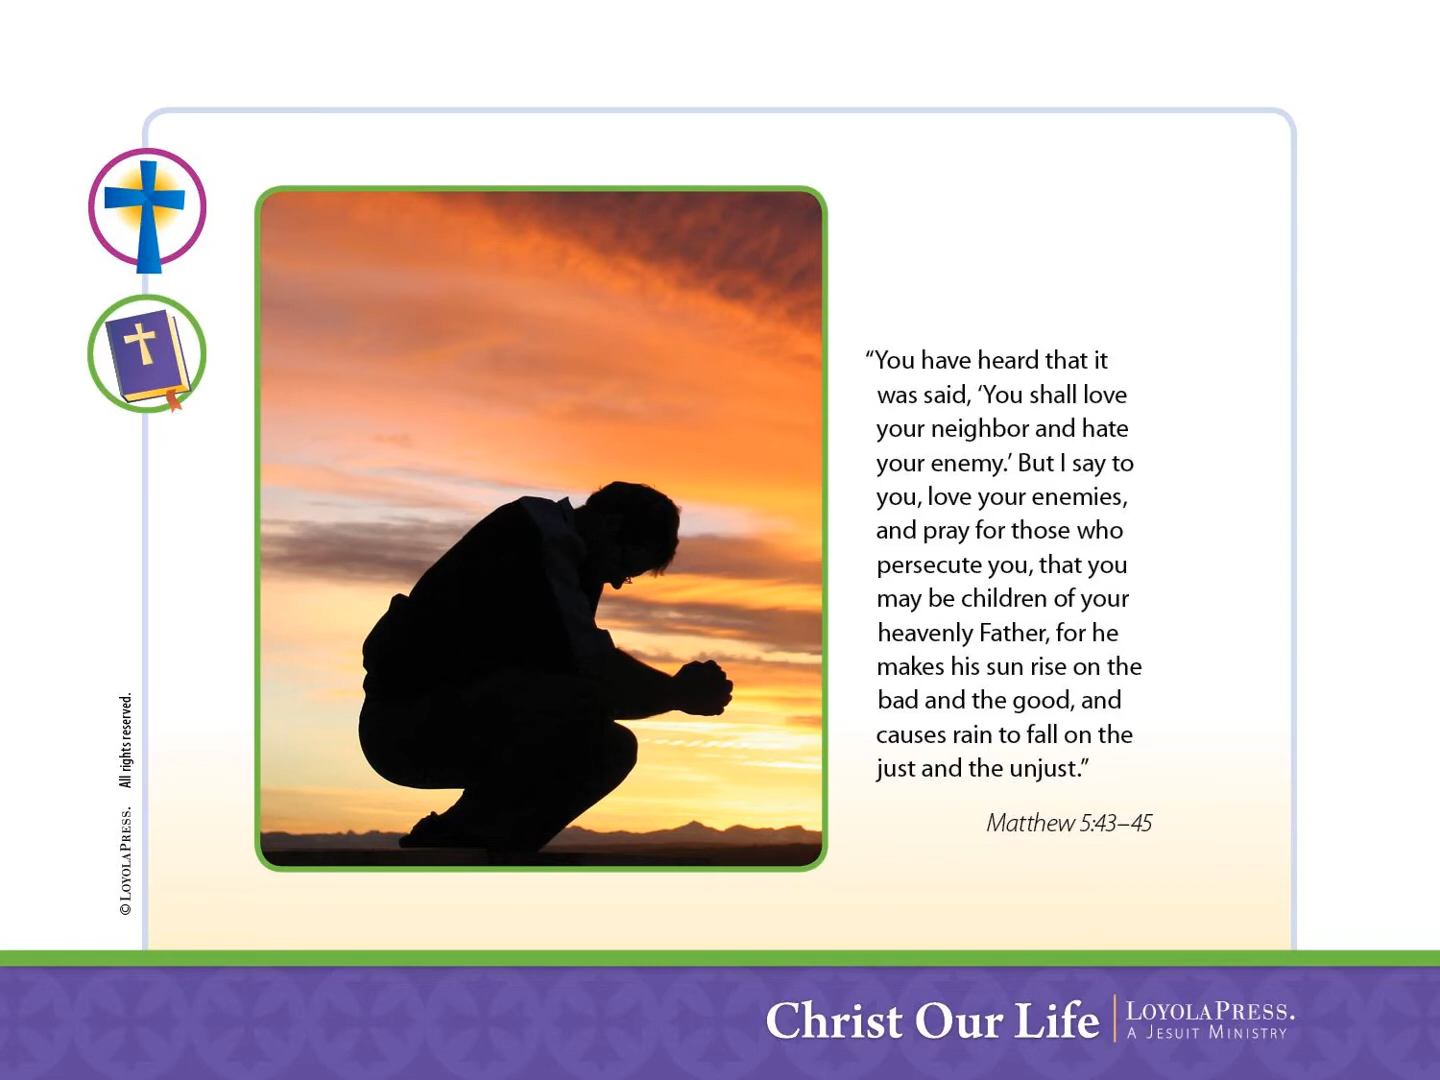 “You have heard that it
was said, ‘You shall love
your neighbor and hate
your enemy.’ But I say to
you, love your enemies,
and pray for those who
persecute you, that you
may be children of your
heavenly Father, for he
makes his sun rise on the
bad and the good, and
causes rain to fall on the
just and the unjust.”
Matthew 5:43–45
© LOYOLAPRESS. All rights reserved.
Christ Our Life
LOYOLAPRESS.
A JESUIT MINISTRY